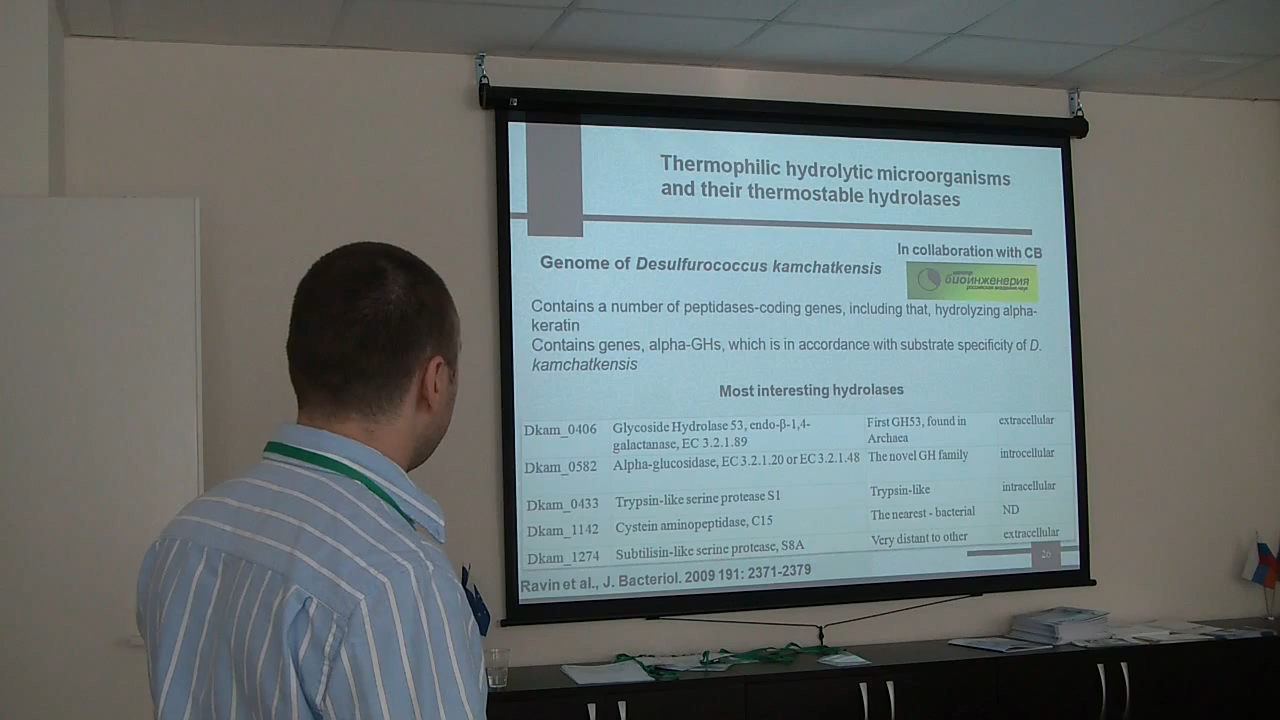 Thermophilic hydrolytic microorganisms
and their thermostable hydrolases
In collaboration with CB
Genome of Desulfurococcus kamchatkensis
центр
биоинженерия
российская академия наук
Contains a number of peptidases-coding genes, including that, hydrolyzing alpha-
keratin
Contains genes, alpha-GHs, which is in accordance with substrate specificity of D.
kamchatkensis
Most interesting hydrolases
Dkam_0406 Glycoside Hydrolase 53, endo-β-1,4- First GH53, found in extracellular
galactanase, EC 3.2.1.89 Archaea
Dkam_0582 Alpha-glucosidase, EC 3.2.1.20 or EC 3.2.1.48 The novel GH family introcellular
Dkam_0433 Trypsin-like serine protease S1 Trypsin-like intracellular
Dkam_1142 Cystein aminopeptidase, C15 The nearest - bacterial ND
Dkam_1274 Subtilisin-like serine protease, S8A Very distant to other extracellular
26
Ravin et al., J. Bacteriol. 2009 191: 2371-2379